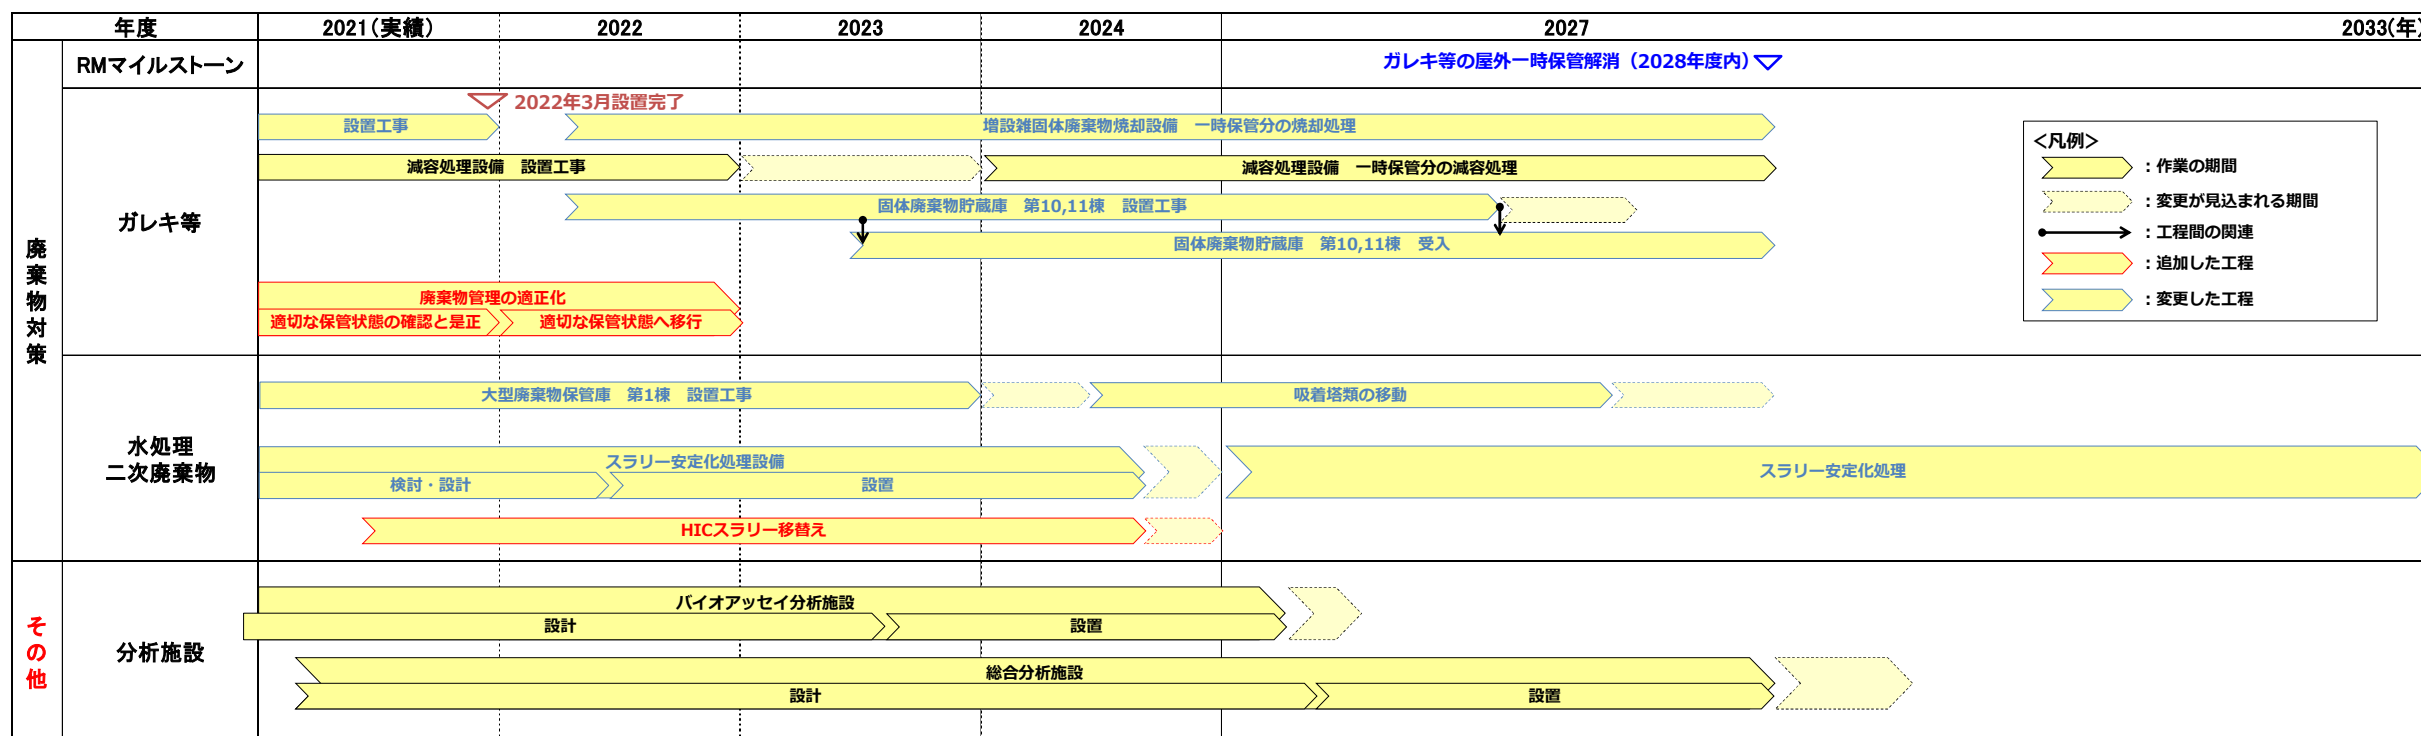 年度 2021(実績) 2022 2023 2024 2027 2033(年)
廃棄物対策
RMマイルストーン
ガレキ等の屋外一時保管解消（2028年度内）
ガレキ等
2022年3月設置完了
設置工事
増設雑固体廃棄物焼却設備　一時保管分の焼却処理
減容処理設備　設置工事
減容処理設備　一時保管分の減容処理
固体廃棄物貯蔵庫　第10,11棟　設置工事
固体廃棄物貯蔵庫　第10,11棟　受入
廃棄物管理の適正化
適切な保管状態の確認と是正
適切な保管状態へ移行
＜凡例＞
：作業の期間
：変更が見込まれる期間
：工程間の関連
：追加した工程
：変更した工程
水処理
二次廃棄物
大型廃棄物保管庫　第1棟　設置工事
吸着塔類の移動
スラリー安定化処理設備
検討・設計
設置
スラリー安定化処理
HICスラリー移替え
その他
分析施設
バイオアッセイ分析施設
設計
設置
総合分析施設
設計
設置